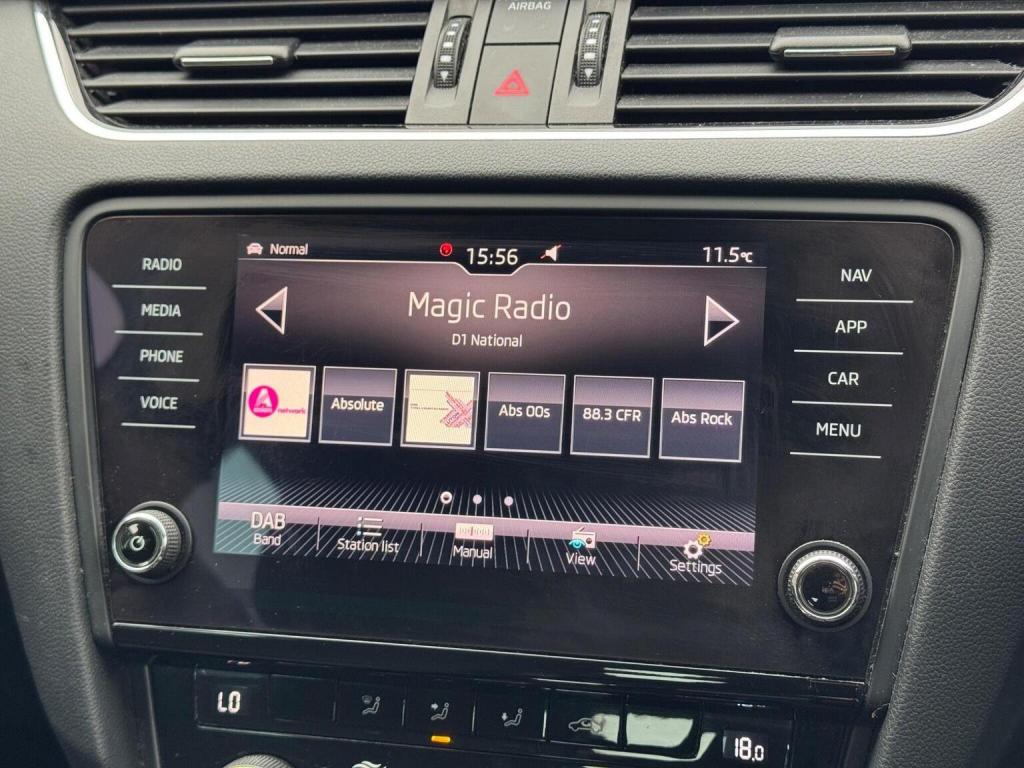 AIRBAG
Normal
15:56
11.5°C
RADIO
MEDIA
PHONE
VOICE
Magic Radio
D1 National
NAV
APP
CAR
MENU
network
Absolute
Abs 00s
88.3 CFR
Abs Rock
DAB
Band
Station list
Manual
View
Settings
LO
18.0